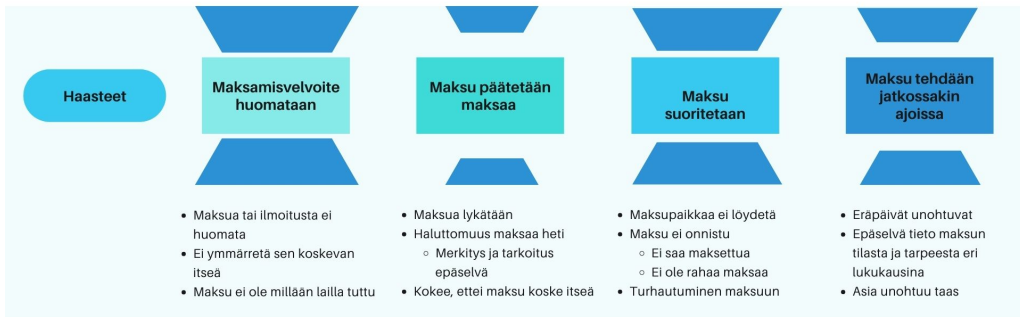 Haasteet
Maksamisvelvoite
huomataan
Maksu päätetään
maksaa
Maksu
suoritetaan
Maksu tehdään
jatkossakin
ajoissa
• Maksua tai ilmoitusta ei
huomata
• Ei ymmärretä sen koskevan
itseä
• Maksu ei ole millään lailla tuttu
• Maksua lykätään
• Haluttomuus maksaa heti
◦ Merkitys ja tarkoitus
epäselvä
• Kokee, ettei maksu koske itseä
• Maksupaikkaa ei löydetä
• Maksu ei onnistu
◦ Ei saa maksettua
◦ Ei ole rahaa maksaa
• Turhautuminen maksuun
• Eräpäivät unohtuvat
• Epäselvä tieto maksun
tilasta ja tarpeesta eri
lukukausina
• Asia unohtuu taas